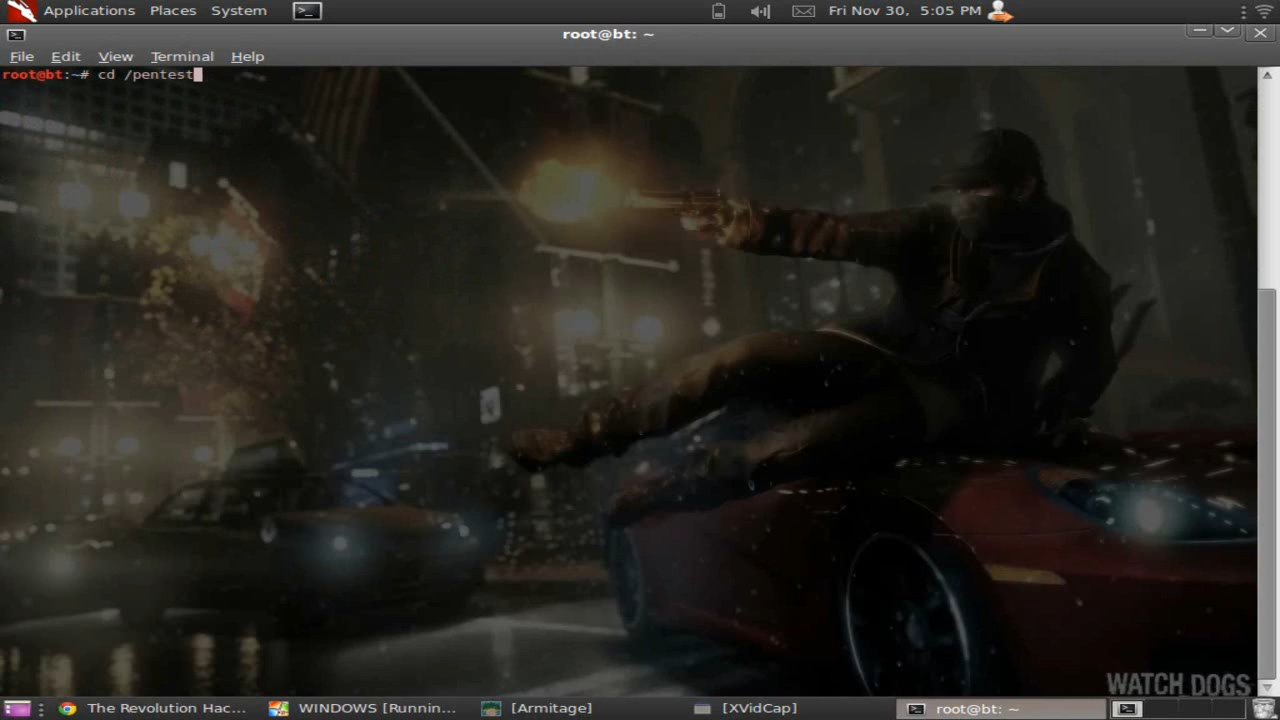 Applications Places System Fri Nov 30, 5:05 PM
root@bt: ~
File Edit View Terminal Help
root@bt:~# cd /pentest
WATCH DOGS
The Revolution Hac... WINDOWS [Runnin... [Armitage] [XVidCap] root@bt: ~